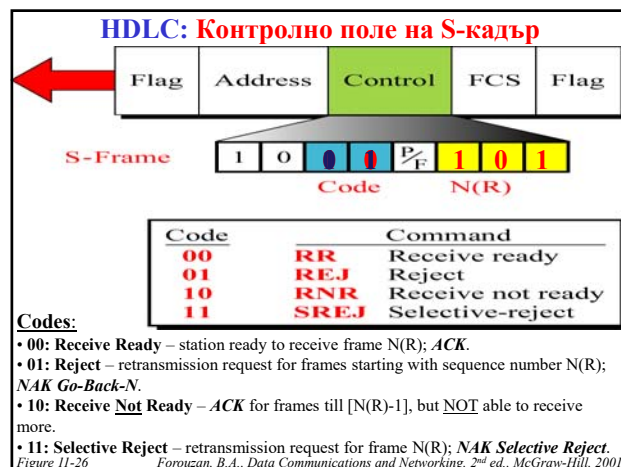 HDLC: Контролно поле на S-кадър
Flag Address Control FCS Flag
S-Frame 1 0 0 P/F 1 0 1
Code N(R)
Code Command
00 RR Receive ready
01 REJ Reject
10 RNR Receive not ready
11 SREJ Selective-reject
Codes:
• 00: Receive Ready – station ready to receive frame N(R); ACK.
• 01: Reject – retransmission request for frames starting with sequence number N(R);
NAK Go-Back-N.
• 10: Receive Not Ready – ACK for frames till [N(R)-1], but NOT able to receive
more.
• 11: Selective Reject – retransmission request for frame N(R); NAK Selective Reject.
Figure 11-26 Forouzan, B.A., Data Communications and Networking, 2nd ed., McGraw-Hill, 2001